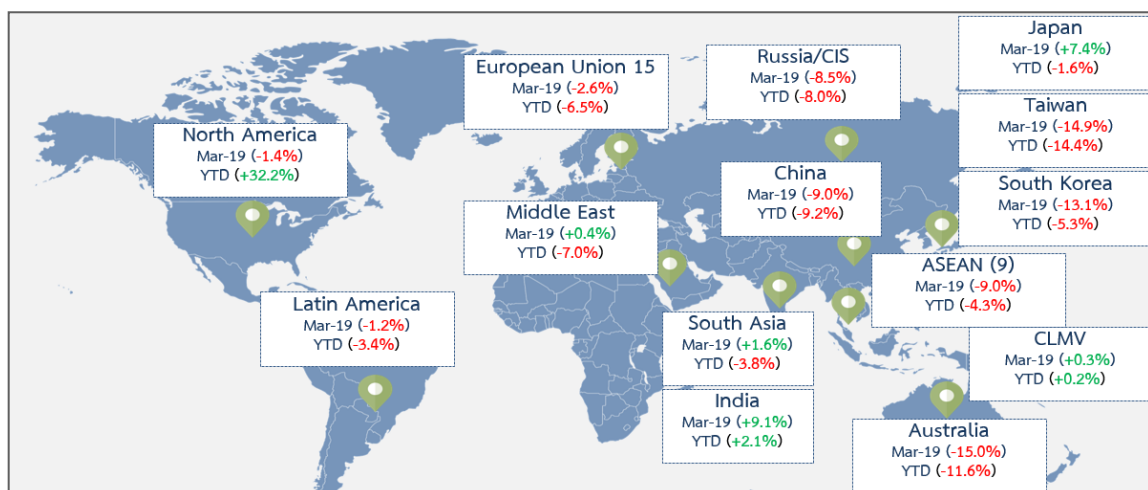 Japan
Mar-19 (+7.4%)
YTD (-1.6%)
European Union 15
Mar-19 (-2.6%)
YTD (-6.5%)
Russia/CIS
Mar-19 (-8.5%)
YTD (-8.0%)
Taiwan
Mar-19 (-14.9%)
YTD (-14.4%)
North America
Mar-19 (-1.4%)
YTD (+32.2%)
China
Mar-19 (-9.0%)
YTD (-9.2%)
South Korea
Mar-19 (-13.1%)
YTD (-5.3%)
Middle East
Mar-19 (+0.4%)
YTD (-7.0%)
ASEAN (9)
Mar-19 (-9.0%)
YTD (-4.3%)
Latin America
Mar-19 (-1.2%)
YTD (-3.4%)
South Asia
Mar-19 (+1.6%)
YTD (-3.8%)
CLMV
Mar-19 (+0.3%)
YTD (+0.2%)
India
Mar-19 (+9.1%)
YTD (+2.1%)
Australia
Mar-19 (-15.0%)
YTD (-11.6%)